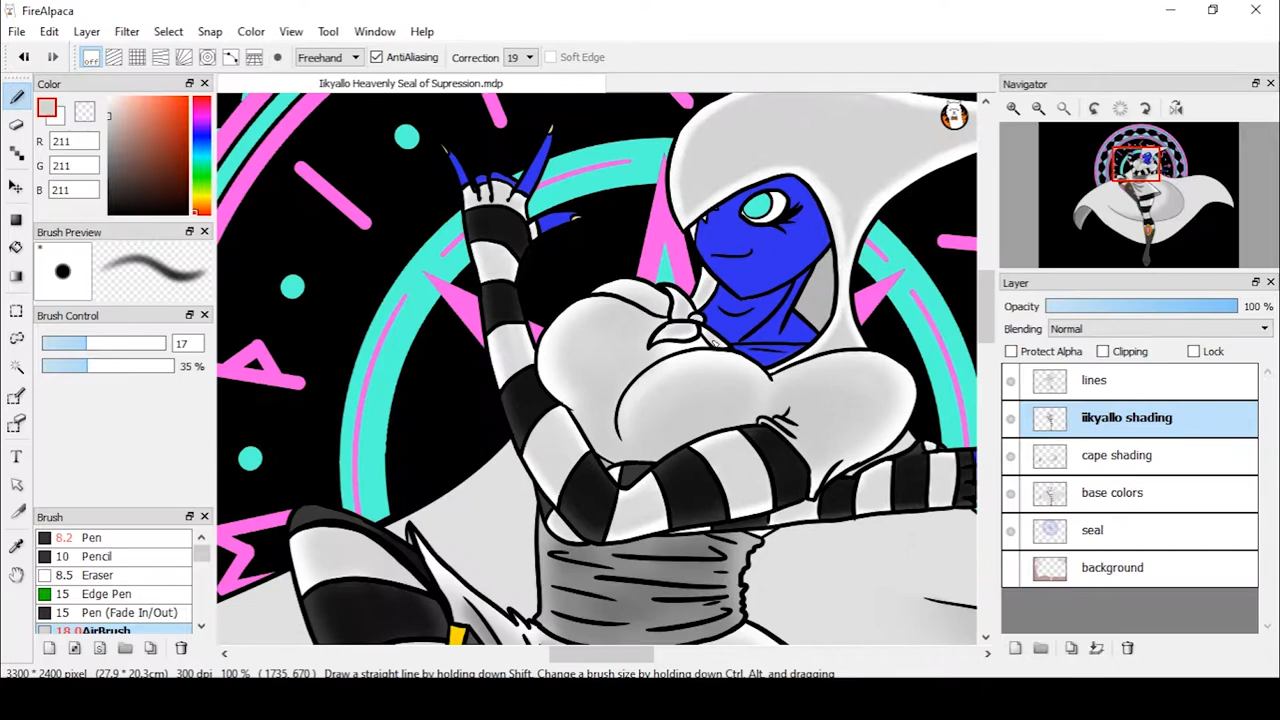 FireAlpaca
File Edit Layer Filter Select Snap Color View Tool Window Help
off Freehand AntiAliasing Correction 19 Soft Edge
Color
Iikyallo Heavenly Seal of Supression.mdp
Navigator
R 211
G 211
B 211
Brush Preview
*
Layer
Opacity 100 %
Brush Control
Blending Normal
17
Protect Alpha Clipping Lock
35 %
lines
iikyallo shading
cape shading
base colors
Brush
seal
8.2 Pen
10 Pencil
background
8.5 Eraser
15 Edge Pen
15 Pen (Fade In/Out)
18.0 AirBrush
3300 * 2400 pixel (27.9 * 20.3cm) 300 dpi 100 % ( 1735, 670 ) Draw a straight line by holding down Shift, Change a brush size by holding down Ctrl, Alt, and dragging